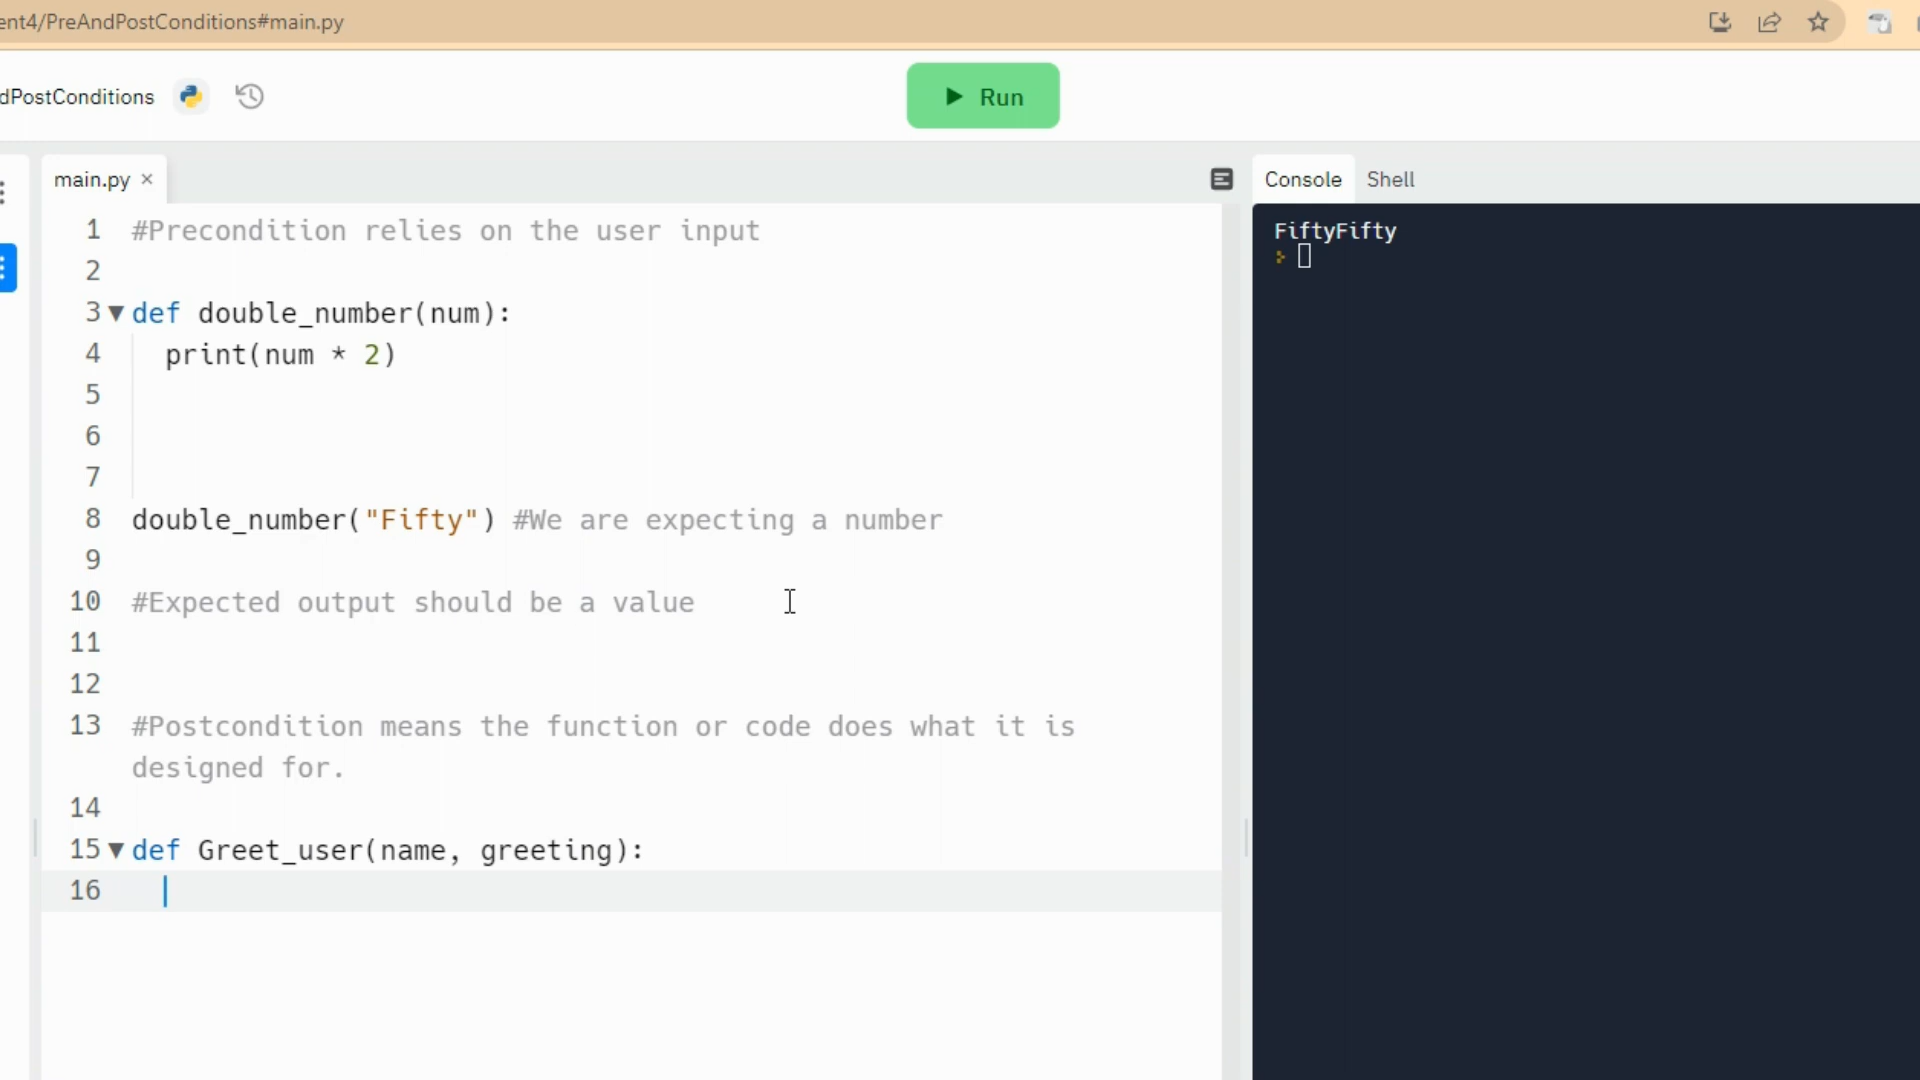 ent4/PreAndPostConditions#main.py
dPostConditions
Run
main.py ×
Console Shell
1 #Precondition relies on the user input
2
3 def double_number(num):
4 print(num * 2)
5
6
7
8 double_number("Fifty") #We are expecting a number
9
10 #Expected output should be a value
11
12
13 #Postcondition means the function or code does what it is
designed for.
14
15 def Greet_user(name, greeting):
16
FiftyFifty